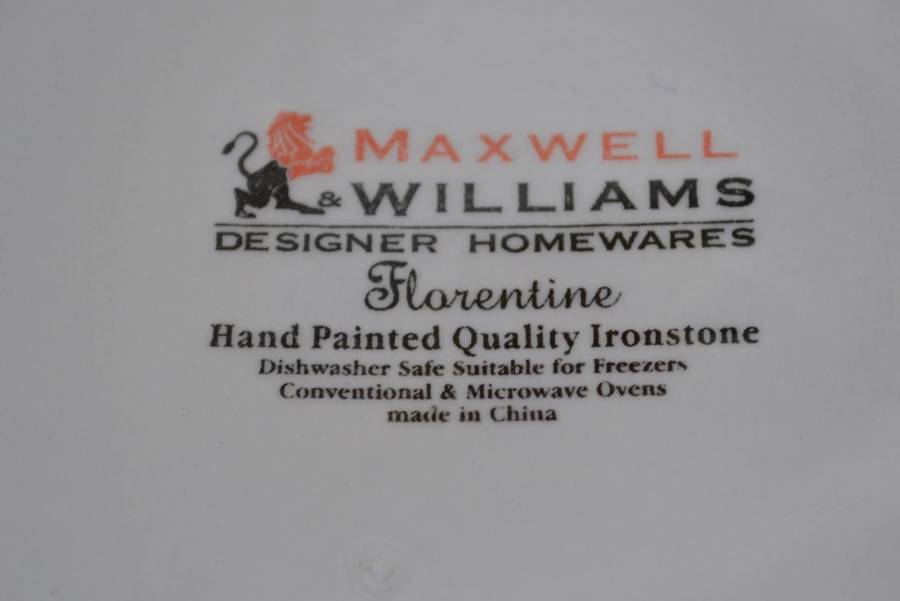 MAXWELL
& WILLIAMS
DESIGNER HOMEWARES
Florentine
Hand Painted Quality Ironstone
Dishwasher Safe Suitable for Freezers
Conventional & Microwave Ovens
made in China